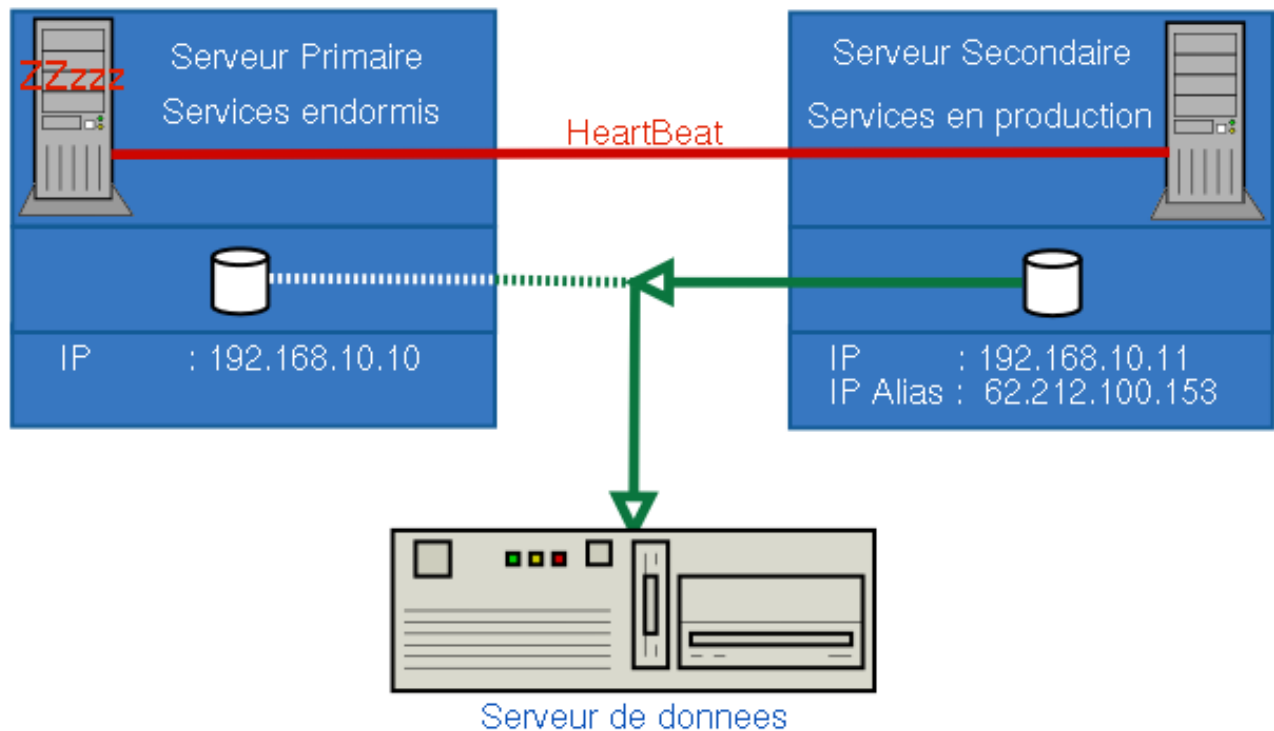 ZZzzz
Serveur Primaire
Services endormis
HeartBeat
Serveur Secondaire
Services en production
IP : 192.168.10.10
IP : 192.168.10.11
IP Alias : 62.212.100.153
Serveur de donnees